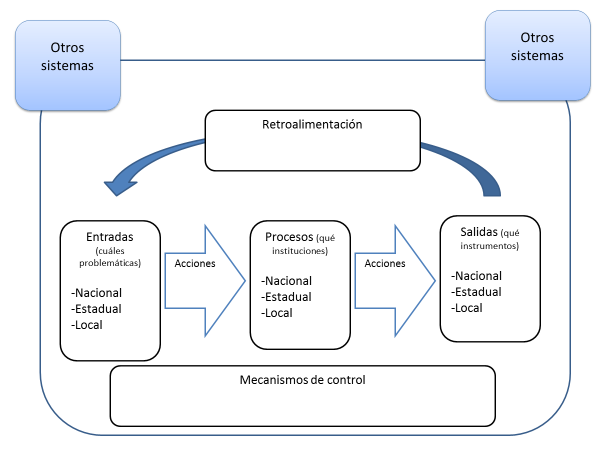 Otros
sistemas
Otros
sistemas
Retroalimentación
Entradas
(cuáles
problemáticas)
-Nacional
-Estadual
-Local
Acciones
Procesos (qué
instituciones)
-Nacional
-Estadual
-Local
Acciones
Salidas (qué
instrumentos)
-Nacional
-Estadual
-Local
Mecanismos de control